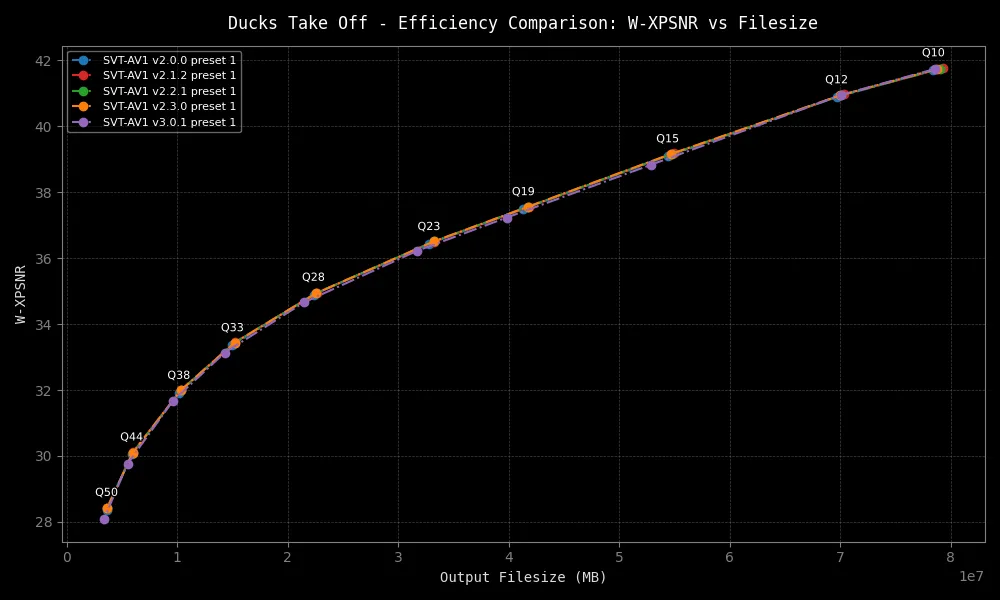 Ducks Take Off - Efficiency Comparison: W-XPSNR vs Filesize
SVT-AV1 v2.0.0 preset 1
SVT-AV1 v2.1.2 preset 1
SVT-AV1 v2.2.1 preset 1
SVT-AV1 v2.3.0 preset 1
SVT-AV1 v3.0.1 preset 1
Q10
Q12
Q15
Q19
Q23
Q28
Q33
Q38
Q44
Q50
W-XPSNR
42
40
38
36
34
32
30
28
0 1 2 3 4 5 6 7 8
1e7
Output Filesize (MB)